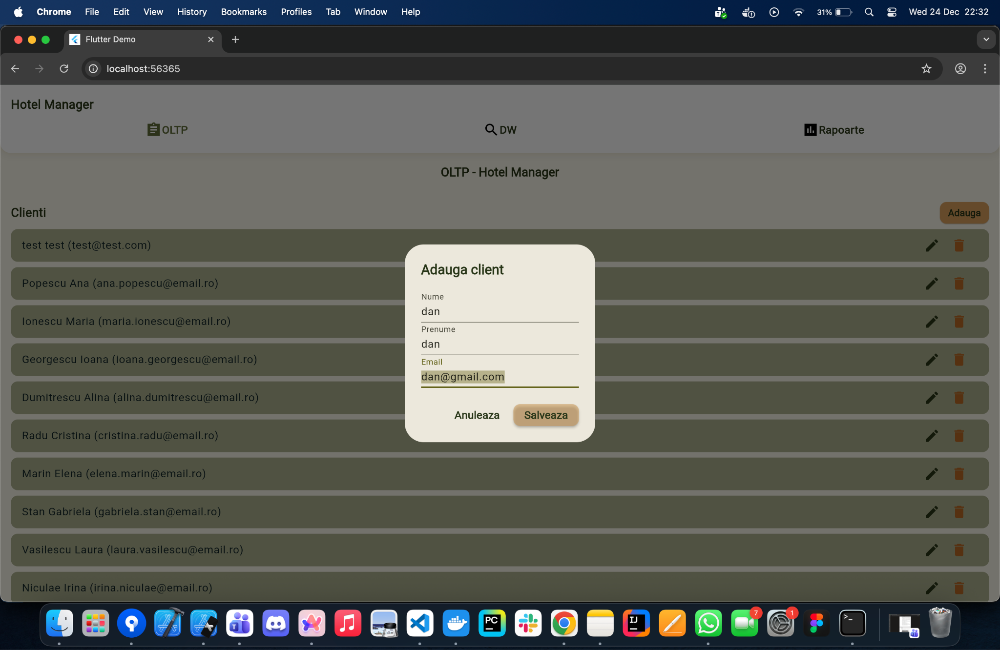 Chrome File Edit View History Bookmarks Profiles Tab Window Help 31% Wed 24 Dec 22:32
Flutter Demo
localhost:56365
Hotel Manager
OLTP DW Rapoarte
OLTP - Hotel Manager
Clienti Adauga
test test (test@test.com)
Popescu Ana (ana.popescu@email.ro)
Ionescu Maria (maria.ionescu@email.ro)
Georgescu Ioana (ioana.georgescu@email.ro)
Dumitrescu Alina (alina.dumitrescu@email.ro)
Radu Cristina (cristina.radu@email.ro)
Marin Elena (elena.marin@email.ro)
Stan Gabriela (gabriela.stan@email.ro)
Vasilescu Laura (laura.vasilescu@email.ro)
Niculae Irina (irina.niculae@email.ro)
Adauga client
Nume
dan
Prenume
dan
Email
dan@gmail.com
Anuleaza Salveaza
T PC IJ 7 1 >_